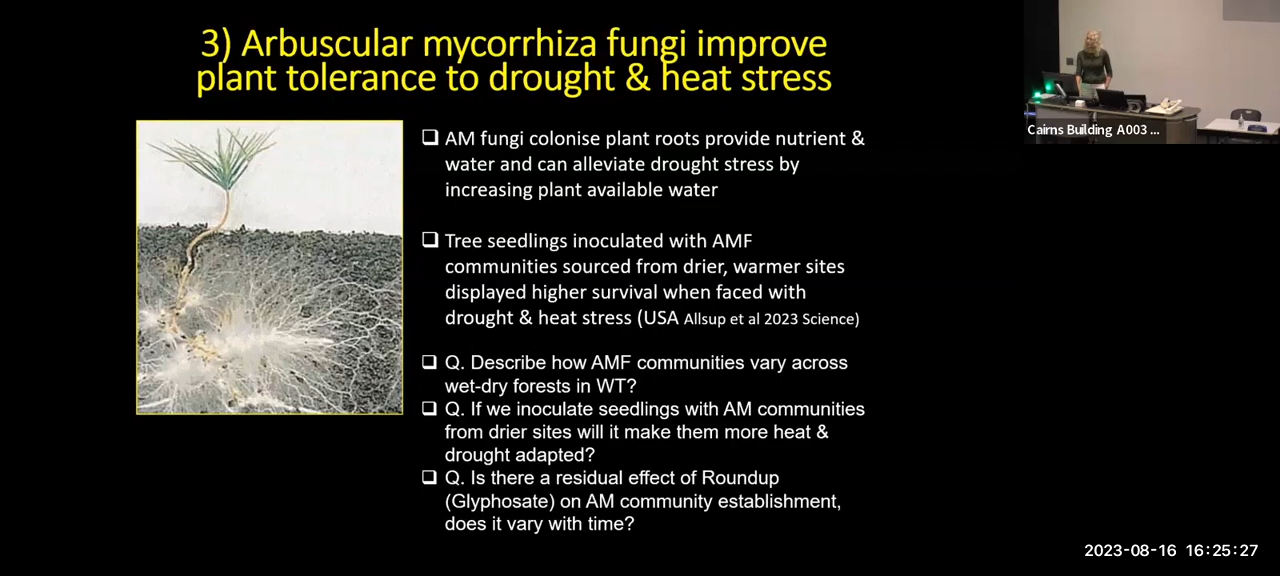 3) Arbuscular mycorrhiza fungi improve
plant tolerance to drought & heat stress
AM fungi colonise plant roots provide nutrient &
water and can alleviate drought stress by
increasing plant available water
Tree seedlings inoculated with AMF
communities sourced from drier, warmer sites
displayed higher survival when faced with
drought & heat stress (USA Allsup et al 2023 Science)
Q. Describe how AMF communities vary across
wet-dry forests in WT?
Q. If we inoculate seedlings with AM communities
from drier sites will it make them more heat &
drought adapted?
Q. Is there a residual effect of Roundup
(Glyphosate) on AM community establishment,
does it vary with time?
Cairns Building A003 ...
2023-08-16 16:25:27